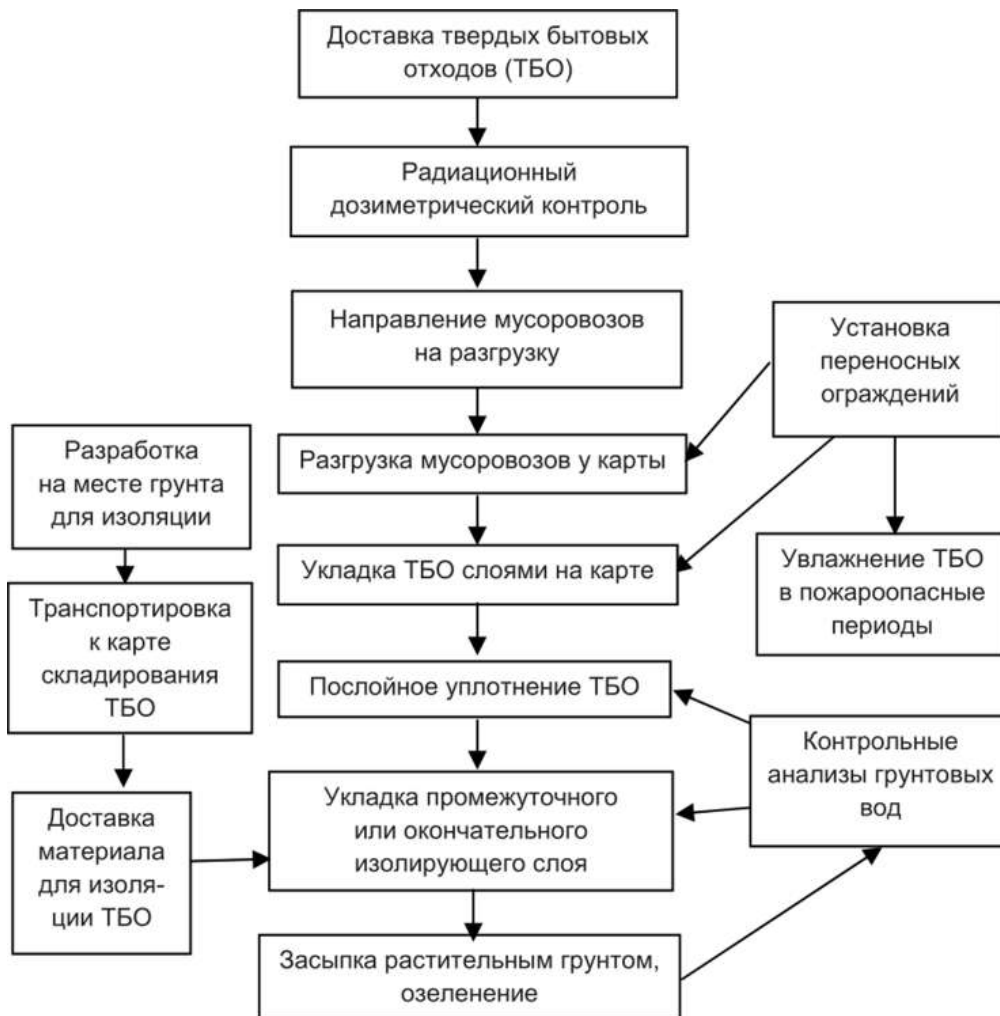 Доставка твердых бытовых
отходов (ТБО)
Радиационный
дозиметрический контроль
Направление мусоровозов
на разгрузку
Установка
переносных
ограждений
Разработка
на месте грунта
для изоляции
Разгрузка мусоровозов у карты
Укладка ТБО слоями на карте
Увлажнение ТБО
в пожароопасные
периоды
Транспортировка
к карте
складирования
ТБО
Послойное уплотнение ТБО
Контрольные
анализы грунтовых
вод
Доставка
материала
для изоля-
ции ТБО
Укладка промежуточного
или окончательного
изолирующего слоя
Засыпка растительным грунтом,
озеленение